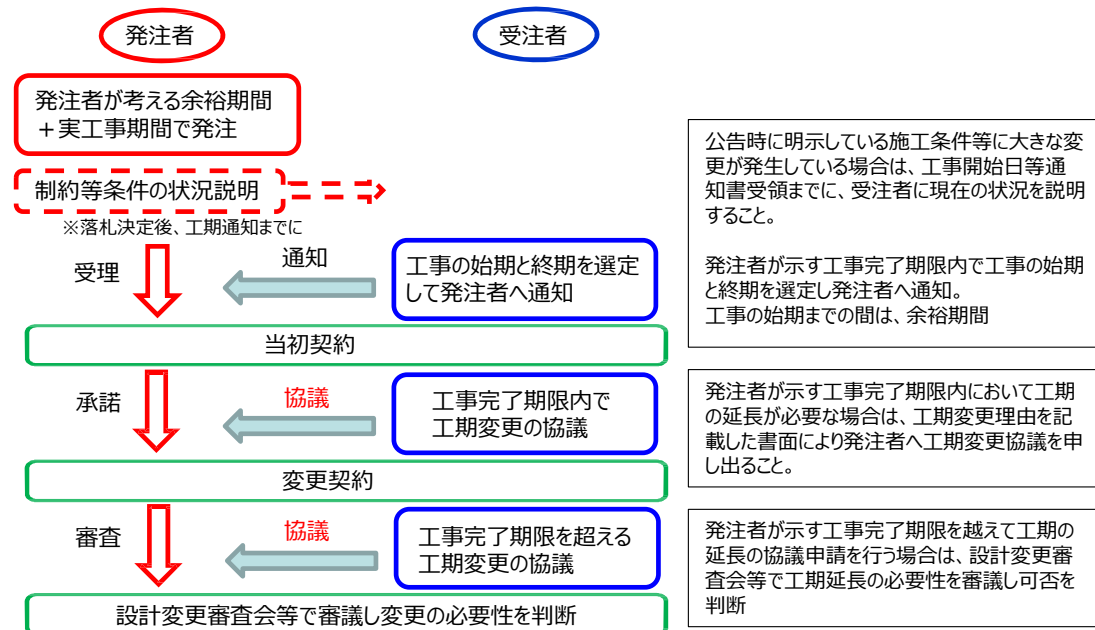 発注者
受注者
発注者が考える余裕期間
＋実工事期間で発注
制約等条件の状況説明
※落札決定後、工期通知までに
受理
通知
工事の始期と終期を選定
して発注者へ通知
当初契約
承諾
協議
工事完了期限内で
工期変更の協議
変更契約
審査
協議
工事完了期限を超える
工期変更の協議
設計変更審査会等で審議し変更の必要性を判断
公告時に明示している施工条件等に大きな変
更が発生している場合は、工事開始日等通
知書受領までに、受注者に現在の状況を説明
すること。
発注者が示す工事完了期限内で工事の始期
と終期を選定し発注者へ通知。
工事の始期までの間は、余裕期間
発注者が示す工事完了期限内において工期
の延長が必要な場合は、工期変更理由を記
載した書面により発注者へ工期変更協議を申
し出ること。
発注者が示す工事完了期限を越えて工期の
延長の協議申請を行う場合は、設計変更審
査会等で工期延長の必要性を審議し可否を
判断